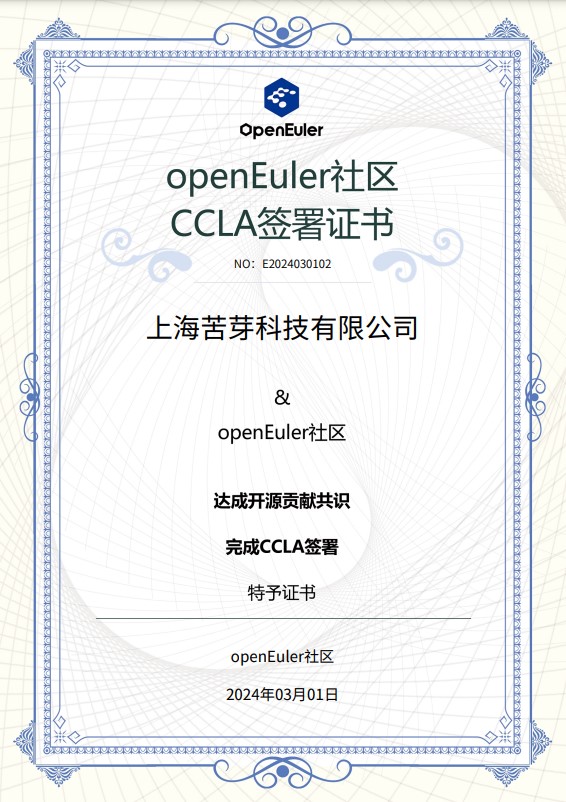 OpenEuler
openEuler社区
CCLA签署证书
NO：E2024030102
上海苦芽科技有限公司
&
openEuler社区
达成开源贡献共识
完成CCLA签署
特予证书
openEuler社区
2024年03月01日